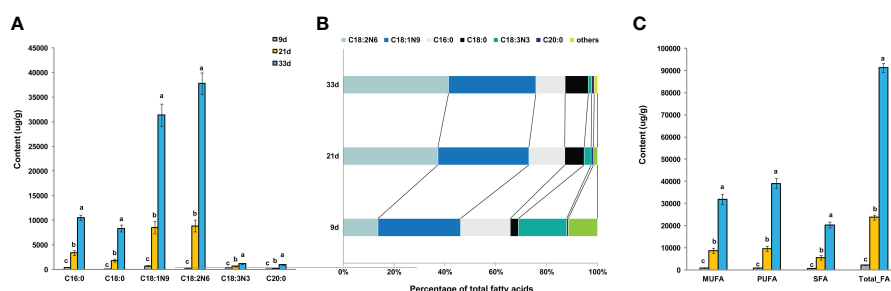 A
B
C
9d
21d
33d
45000
40000
35000
30000
25000
20000
15000
10000
5000
0
Content (ug/g)
c b a
c b a
c b a
c b a
c b a
c b a
C16:0 C18:0 C18:1N9 C18:2N6 C18:3N3 C20:0
C18:2N6 C18:1N9 C16:0 C18:0 C18:3N3 C20:0 others
33d
21d
9d
0% 20% 40% 60% 80% 100%
Percentage of total fatty acids
100000
90000
80000
70000
60000
50000
40000
30000
20000
10000
0
Content (ug/g)
c b a
c b a
c b a
c b a
MUFA PUFA SFA Total_FA